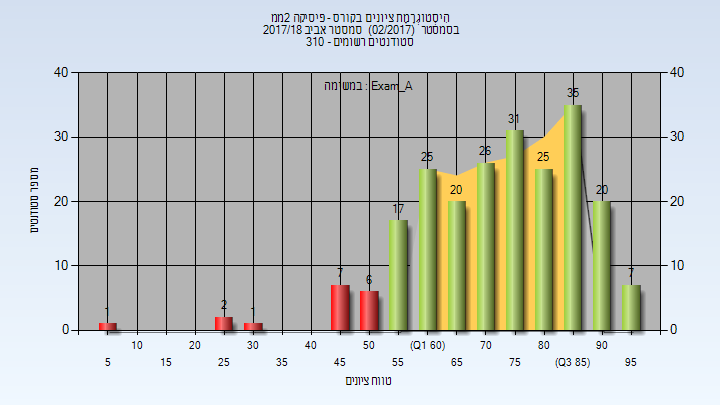 היסטוגרמת ציונים בקורס - פיסיקה 2ממ
בסמסטר (02/2017) סמסטר אביב 2017/18
סטודנטים רשומים - 310
במשימה : Exam_A
מספר סטודנטים
40 40
30 30
20 20
10 10
0 0
1 2 1 7 6 17 25 20 26 31 25 35 20 7
10 20 30 40 50 (Q1 60) 70 80 90
5 15 25 35 45 55 65 75 (Q3 85) 95
טווח ציונים